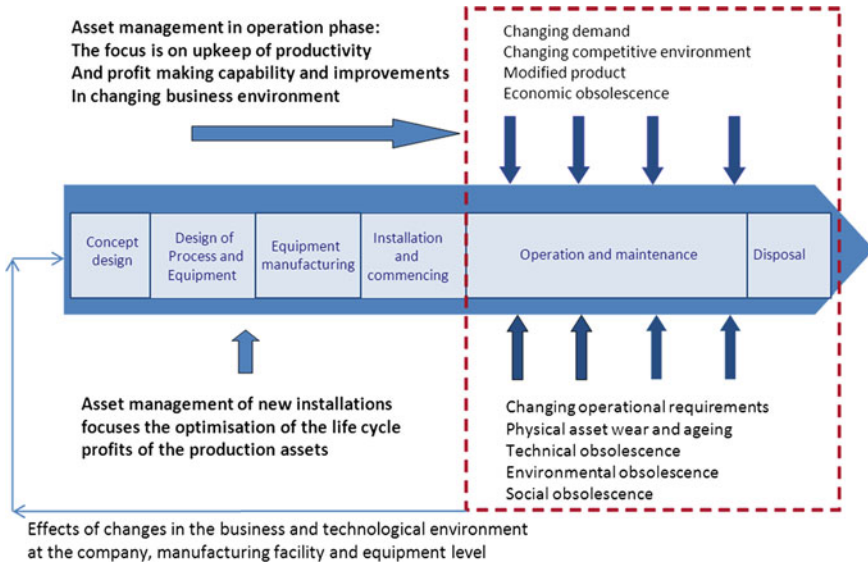 Asset management in operation phase:
The focus is on upkeep of productivity
And profit making capability and improvements
In changing business environment
Changing demand
Changing competitive environment
Modified product
Economic obsolescence
Concept
design
Design of
Process and
Equipment
Equipment
manufacturing
Installation
and
commencing
Operation and maintenance
Disposal
Asset management of new installations
focuses the optimisation of the life cycle
profits of the production assets
Changing operational requirements
Physical asset wear and ageing
Technical obsolescence
Environmental obsolescence
Social obsolescence
Effects of changes in the business and technological environment
at the company, manufacturing facility and equipment level